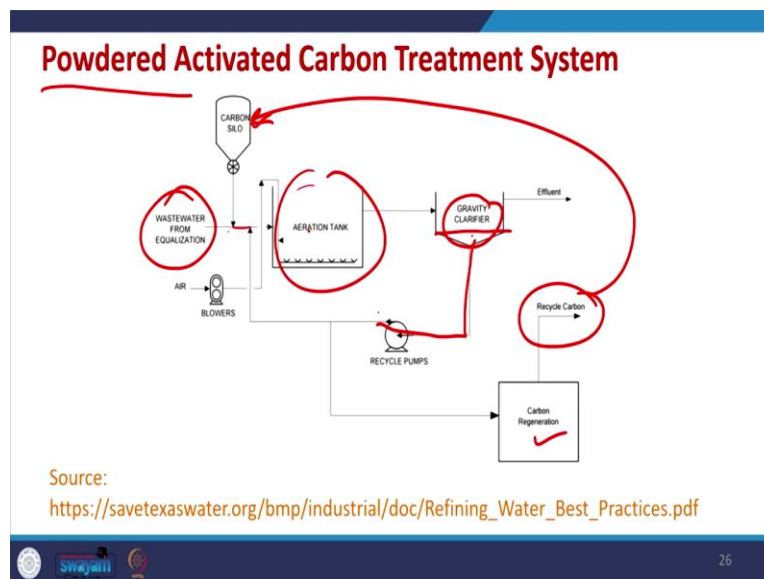 Powdered Activated Carbon Treatment System
CARBON
SILO
WASTEWATER
FROM
EQUALIZATION
AERATION TANK
GRAVITY
CLARIFIER
Effluent
AIR
BLOWERS
RECYCLE PUMPS
Recycle Carbon
Carbon
Regeneration
Source:
https://savetexaswater.org/bmp/industrial/doc/Refining_Water_Best_Practices.pdf
swayam
26